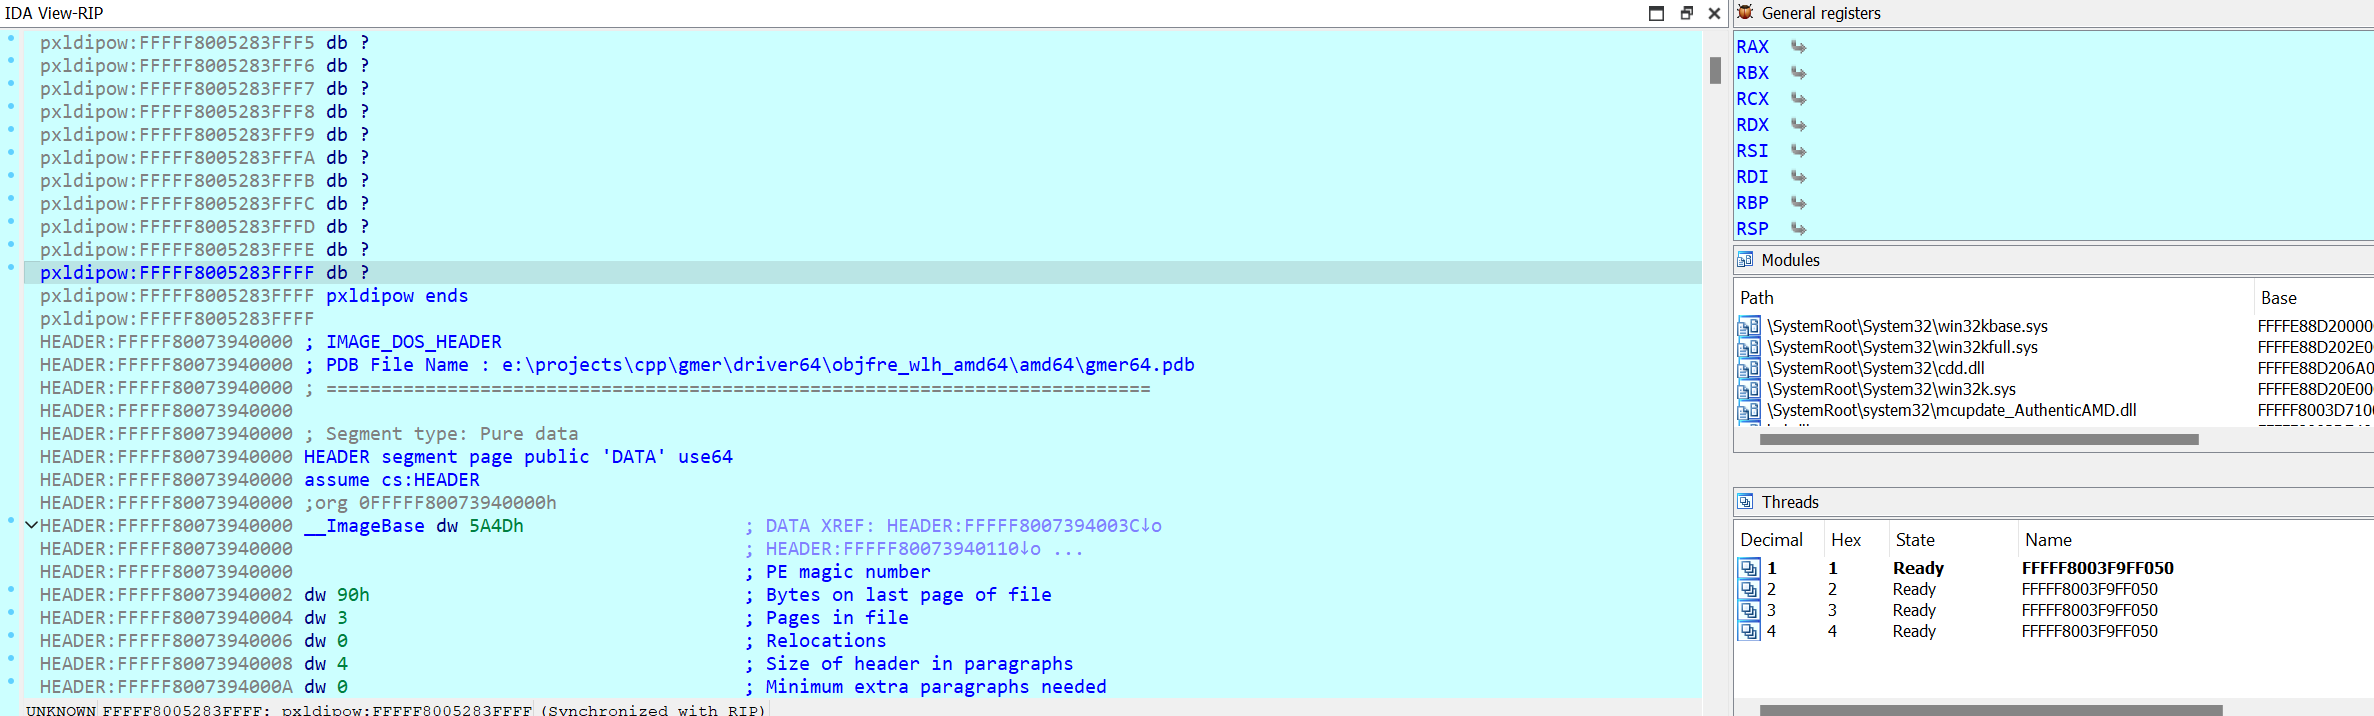 IDA View-RIP
pxldipow:FFFFF8005283FFF5 db ?
pxldipow:FFFFF8005283FFF6 db ?
pxldipow:FFFFF8005283FFF7 db ?
pxldipow:FFFFF8005283FFF8 db ?
pxldipow:FFFFF8005283FFF9 db ?
pxldipow:FFFFF8005283FFFA db ?
pxldipow:FFFFF8005283FFFB db ?
pxldipow:FFFFF8005283FFFC db ?
pxldipow:FFFFF8005283FFFD db ?
pxldipow:FFFFF8005283FFFE db ?
pxldipow:FFFFF8005283FFFF db ?
pxldipow:FFFFF8005283FFFF pxldipow ends
pxldipow:FFFFF8005283FFFF
HEADER:FFFFF80073940000 ; IMAGE_DOS_HEADER
HEADER:FFFFF80073940000 ; PDB File Name : e:\projects\cpp\gmer\driver64\objfre_wlh_amd64\amd64\gmer64.pdb
HEADER:FFFFF80073940000 ; ===========================================================================
HEADER:FFFFF80073940000
HEADER:FFFFF80073940000 ; Segment type: Pure data
HEADER:FFFFF80073940000 HEADER segment page public 'DATA' use64
HEADER:FFFFF80073940000 assume cs:HEADER
HEADER:FFFFF80073940000 ;org 0FFFFF80073940000h
HEADER:FFFFF80073940000 __ImageBase dw 5A4Dh ; DATA XREF: HEADER:FFFFF8007394003C↓o
HEADER:FFFFF80073940000 ; HEADER:FFFFF80073940110↓o ...
HEADER:FFFFF80073940000 ; PE magic number
HEADER:FFFFF80073940002 dw 90h ; Bytes on last page of file
HEADER:FFFFF80073940004 dw 3 ; Pages in file
HEADER:FFFFF80073940006 dw 0 ; Relocations
HEADER:FFFFF80073940008 dw 4 ; Size of header in paragraphs
HEADER:FFFFF8007394000A dw 0 ; Minimum extra paragraphs needed
UNKNOWN FFFFF8005283FFFF: pxldipow:FFFFF8005283FFFF (Synchronized with RIP)
General registers
RAX
RBX
RCX
RDX
RSI
RDI
RBP
RSP
Modules
Path Base
\SystemRoot\System32\win32kbase.sys FFFFE88D20000
\SystemRoot\System32\win32kfull.sys FFFFE88D202E0
\SystemRoot\System32\cdd.dll FFFFE88D206A0
\SystemRoot\System32\win32k.sys FFFFE88D20E00
\SystemRoot\system32\mcupdate_AuthenticAMD.dll FFFFF8003D710
Threads
Decimal Hex State Name
1 1 Ready FFFFF8003F9FF050
2 2 Ready FFFFF8003F9FF050
3 3 Ready FFFFF8003F9FF050
4 4 Ready FFFFF8003F9FF050